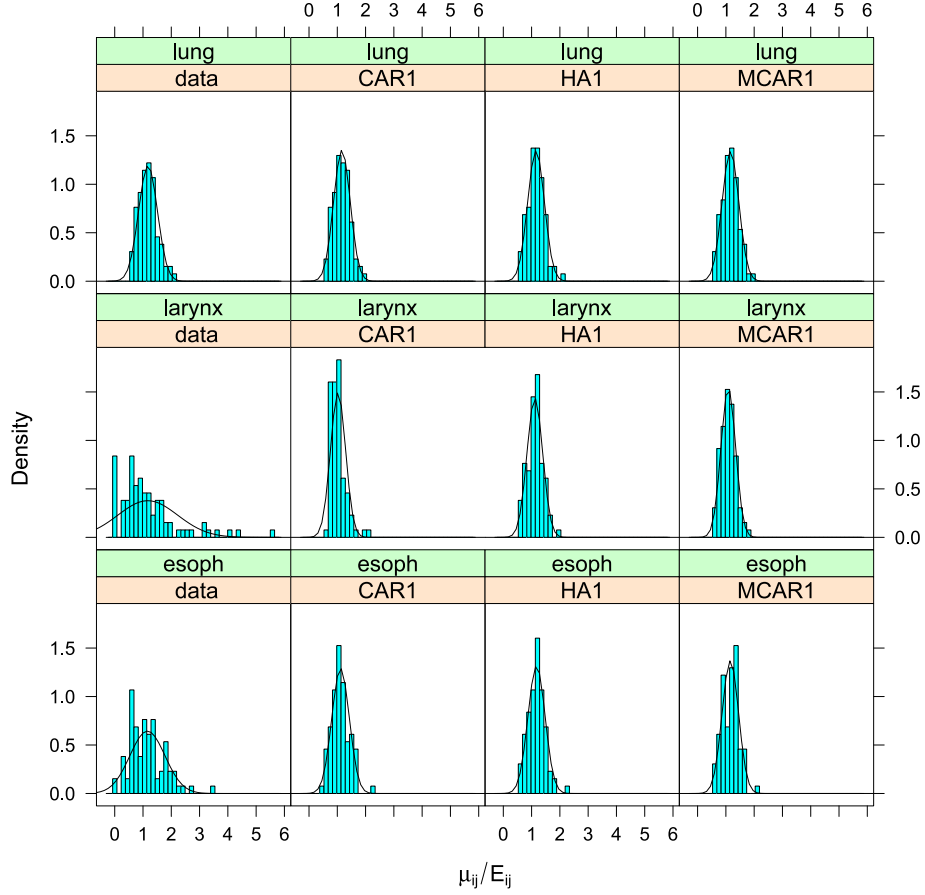 0 1 2 3 4 5 6 0 1 2 3 4 5 6
lung lung lung lung
data CAR1 HA1 MCAR1
1.5
1.0
0.5
0.0
larynx larynx larynx larynx
data CAR1 HA1 MCAR1
1.5
1.0
0.5
0.0
Density
esoph esoph esoph esoph
data CAR1 HA1 MCAR1
1.5
1.0
0.5
0.0
0 1 2 3 4 5 6 0 1 2 3 4 5 6
μij/Eij